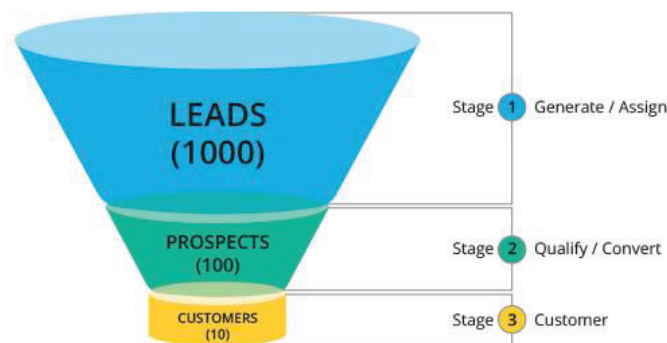 LEADS
(1000)
Stage 1 Generate / Assign
PROSPECTS
(100)
Stage 2 Qualify / Convert
CUSTOMERS
(10)
Stage 3 Customer